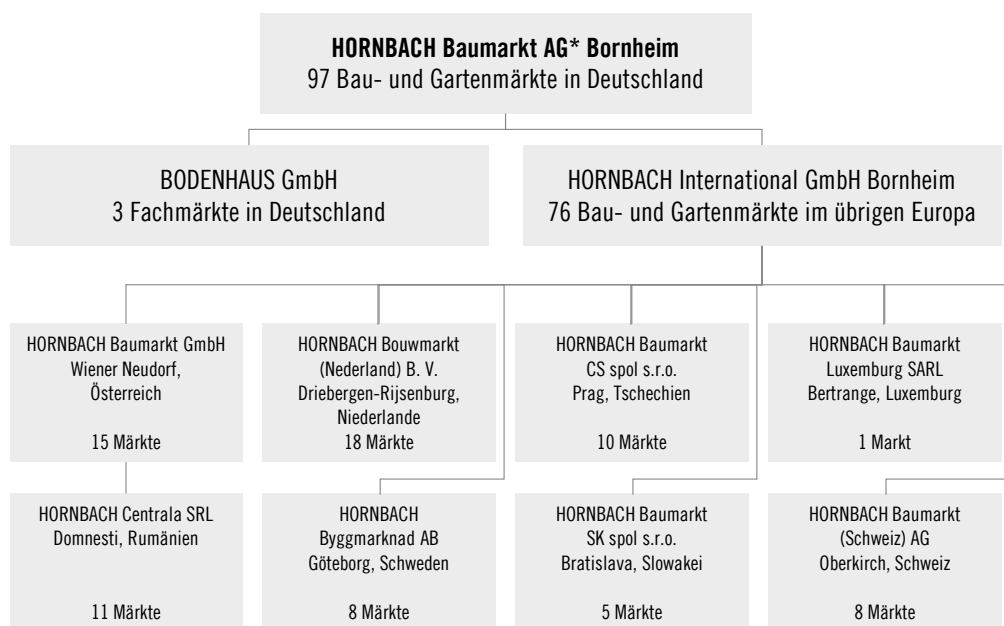 HORNBACH Baumarkt AG* Bornheim
97 Bau- und Gartenmärkte in Deutschland
BODENHAUS GmbH
3 Fachmärkte in Deutschland
HORNBACH International GmbH Bornheim
76 Bau- und Gartenmärkte im übrigen Europa
HORNBACH Baumarkt GmbH
Wiener Neudorf,
Österreich
15 Märkte
HORNBACH Bouwmarkt
(Nederland) B. V.
Driebergen-Rijsenburg,
Niederlande
18 Märkte
HORNBACH Baumarkt
CS spol s.r.o.
Prag, Tschechien
10 Märkte
HORNBACH Baumarkt
Luxemburg SARL
Bertrange, Luxemburg
1 Markt
HORNBACH Centrala SRL
Domnesti, Rumänien
11 Märkte
HORNBACH
Byggmarknad AB
Göteborg, Schweden
8 Märkte
HORNBACH Baumarkt
SK spol s.r.o.
Bratislava, Slowakei
5 Märkte
HORNBACH Baumarkt
(Schweiz) AG
Oberkirch, Schweiz
8 Märkte